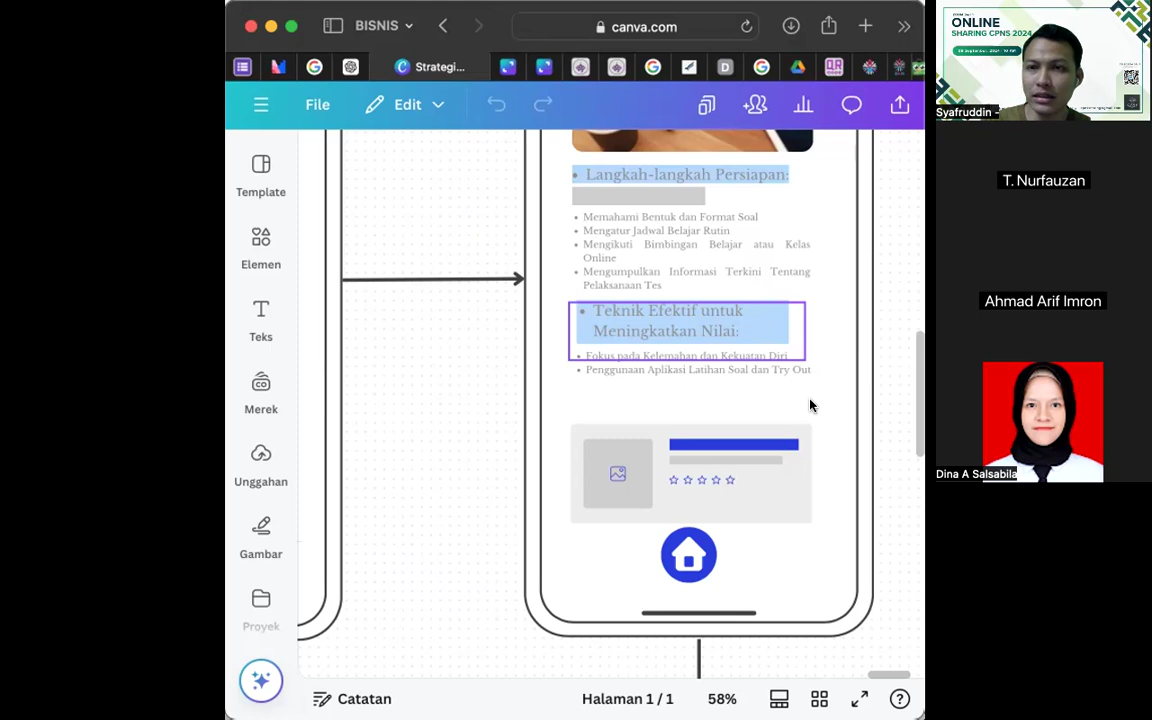 BISNIS
canva.com
Strategi...
File
Edit
Template
Elemen
Teks
Merek
Unggahan
Gambar
Proyek
• Langkah-langkah Persiapan:
• Memahami Bentuk dan Format Soal
• Mengatur Jadwal Belajar Rutin
• Mengikuti Bimbingan Belajar atau Kelas
Online
• Mengumpulkan Informasi Terkini Tentang
Pelaksanaan Tes
• Teknik Efektif untuk
Meningkatkan Nilai:
• Fokus pada Kelemahan dan Kekuatan Diri
• Penggunaan Aplikasi Latihan Soal dan Try Out
Catatan
Halaman 1 / 1
58%
ONLINE
SHARING CPNS 2024
Syafruddin -
T. Nurfauzan
Ahmad Arif Imron
Dina A Salsabila